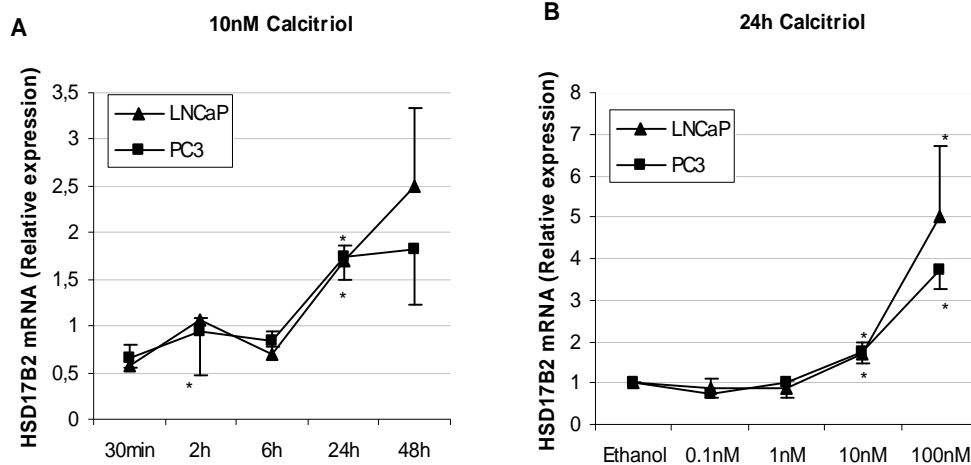 A
10nM Calcitriol
HSD17B2 mRNA (Relative expression)
3,5
3
2,5
2
1,5
1
0,5
0
LNCaP
PC3
*
*
*
30min 2h 6h 24h 48h
B
24h Calcitriol
HSD17B2 mRNA (Relative expression)
8
7
6
5
4
3
2
1
0
LNCaP
PC3
*
*
*
*
Ethanol 0.1nM 1nM 10nM 100nM